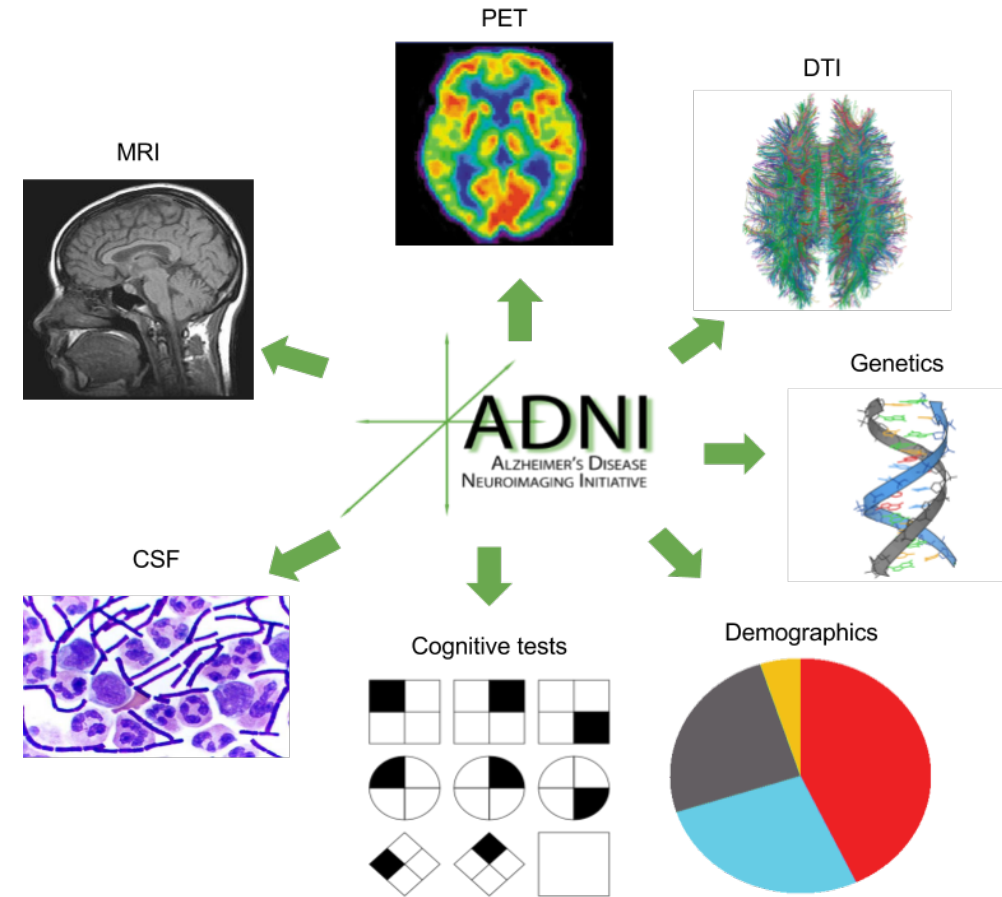 PET
DTI
MRI
Genetics
ADNI
ALZHEIMER'S DISEASE
NEUROIMAGING INITIATIVE
CSF
Cognitive tests
Demographics